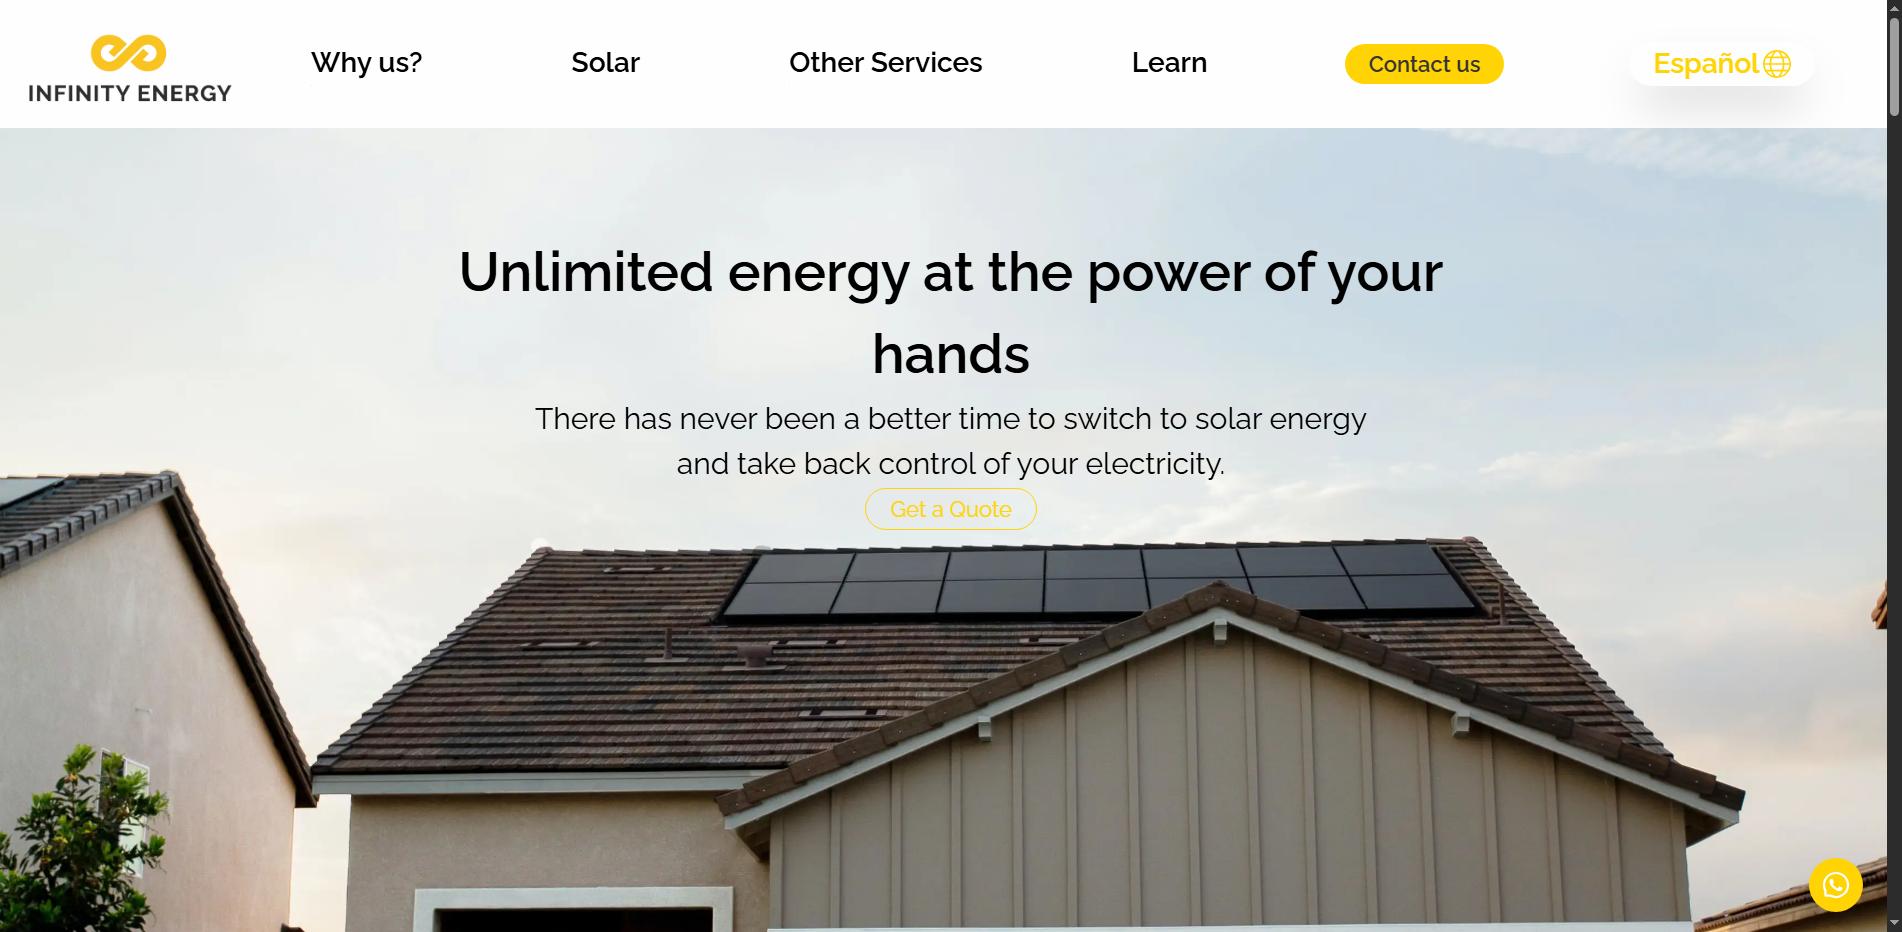 INFINITY ENERGY
Why us?
Solar
Other Services
Learn
Contact us
Español
Unlimited energy at the power of your
hands
There has never been a better time to switch to solar energy
and take back control of your electricity.
Get a Quote